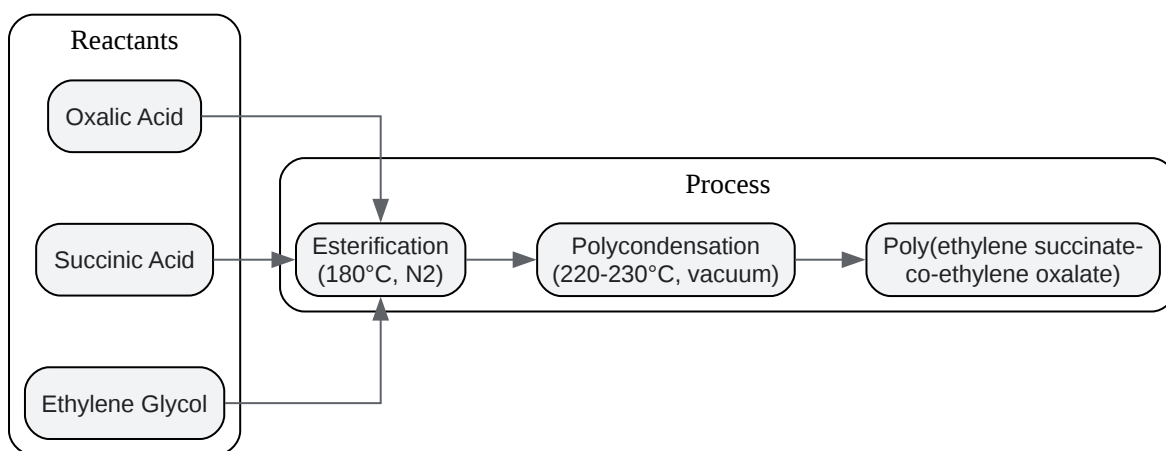 Reactants
Oxalic Acid
Succinic Acid
Ethylene Glycol
Process
Esterification
(180°C, N2)
Polycondensation
(220-230°C, vacuum)
Poly(ethylene succinate-
co-ethylene oxalate)